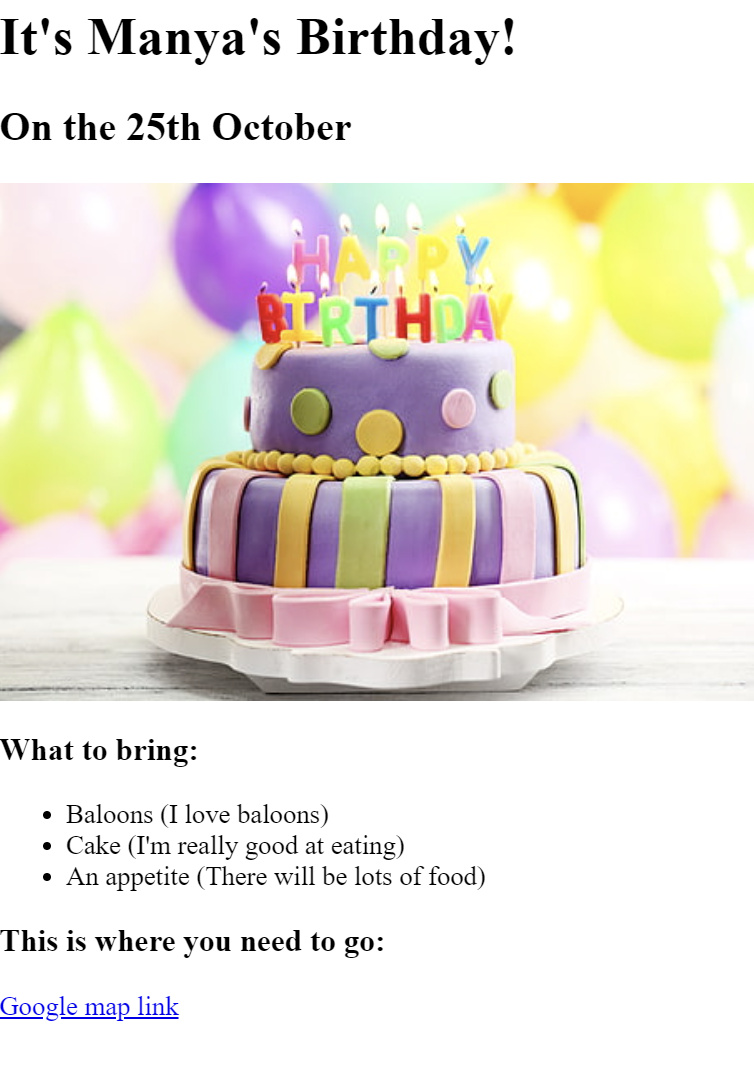 It's Manya's Birthday!
On the 25th October
HAPPY
BIRTHDAY
What to bring:
Baloons (I love baloons)
Cake (I'm really good at eating)
An appetite (There will be lots of food)
This is where you need to go:
Google map link